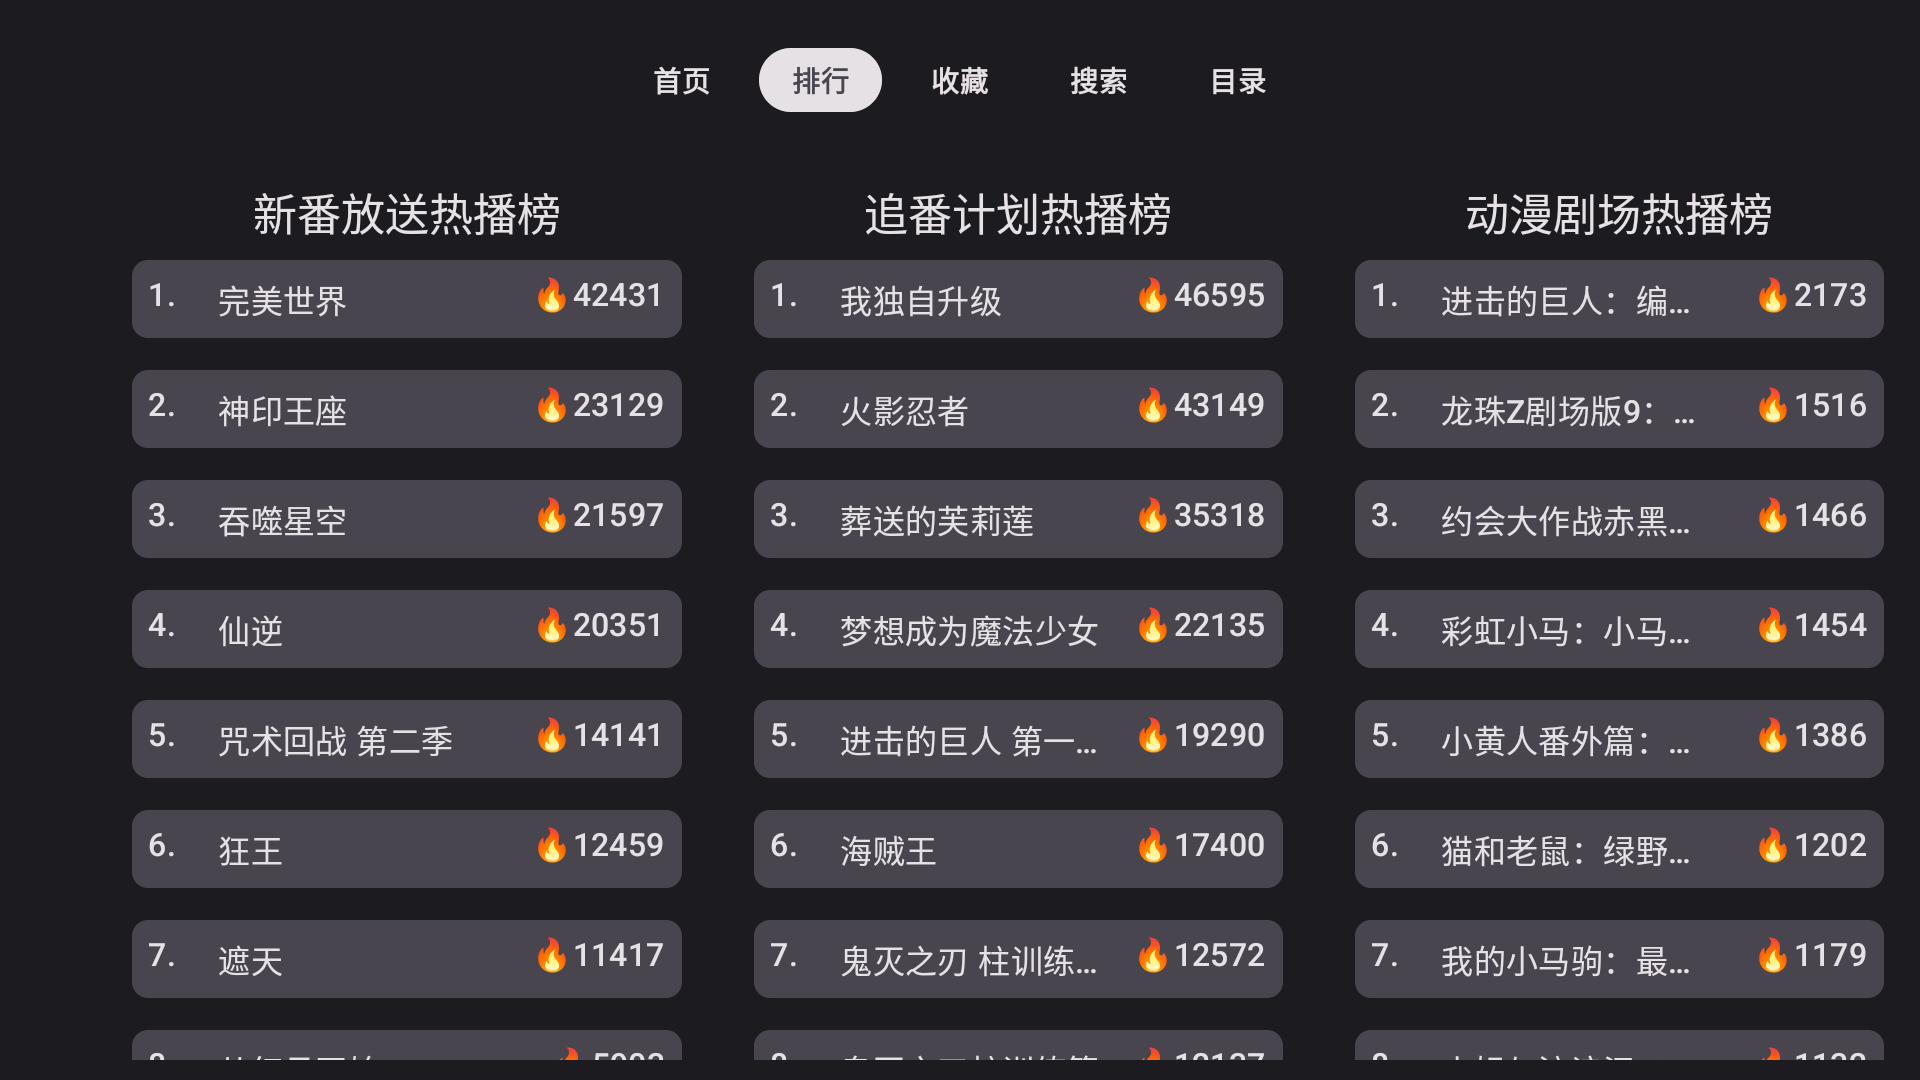 首页 排行 收藏 搜索 目录
新番放送热播榜
1. 完美世界 🔥42431
2. 神印王座 🔥23129
3. 吞噬星空 🔥21597
4. 仙逆 🔥20351
5. 咒术回战 第二季 🔥14141
6. 狂王 🔥12459
7. 遮天 🔥11417
追番计划热播榜
1. 我独自升级 🔥46595
2. 火影忍者 🔥43149
3. 葬送的芙莉莲 🔥35318
4. 梦想成为魔法少女 🔥22135
5. 进击的巨人 第一... 🔥19290
6. 海贼王 🔥17400
7. 鬼灭之刃 柱训练... 🔥12572
动漫剧场热播榜
1. 进击的巨人：编... 🔥2173
2. 龙珠Z剧场版9：... 🔥1516
3. 约会大作战赤黑... 🔥1466
4. 彩虹小马：小马... 🔥1454
5. 小黄人番外篇：... 🔥1386
6. 猫和老鼠：绿野... 🔥1202
7. 我的小马驹：最... 🔥1179